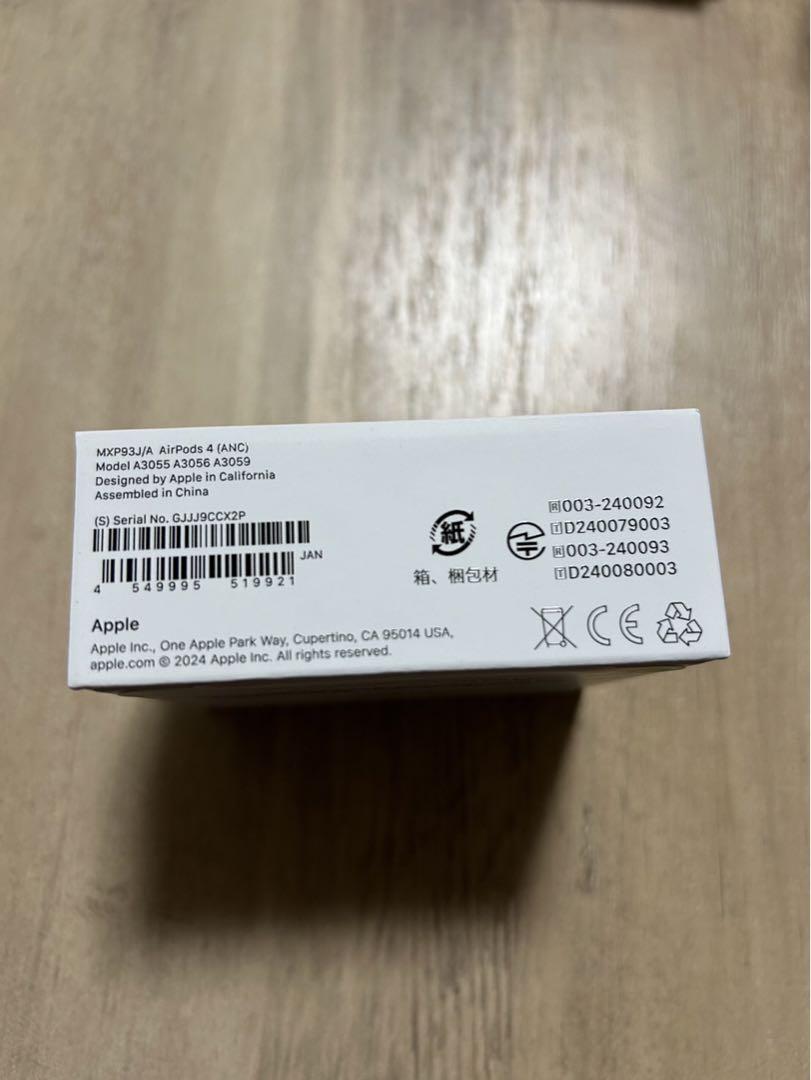 MXP93J/A AirPods 4 (ANC)
Model A3055 A3056 A3059
Designed by Apple in California
Assembled in China
(S) Serial No. GJJJ9CCX2P
JAN
4 549995 519921
Apple
Apple Inc., One Apple Park Way, Cupertino, CA 95014 USA,
apple.com © 2024 Apple Inc. All rights reserved.
紙
箱、梱包材
R 003-240092
T D240079003
R 003-240093
T D240080003
CE